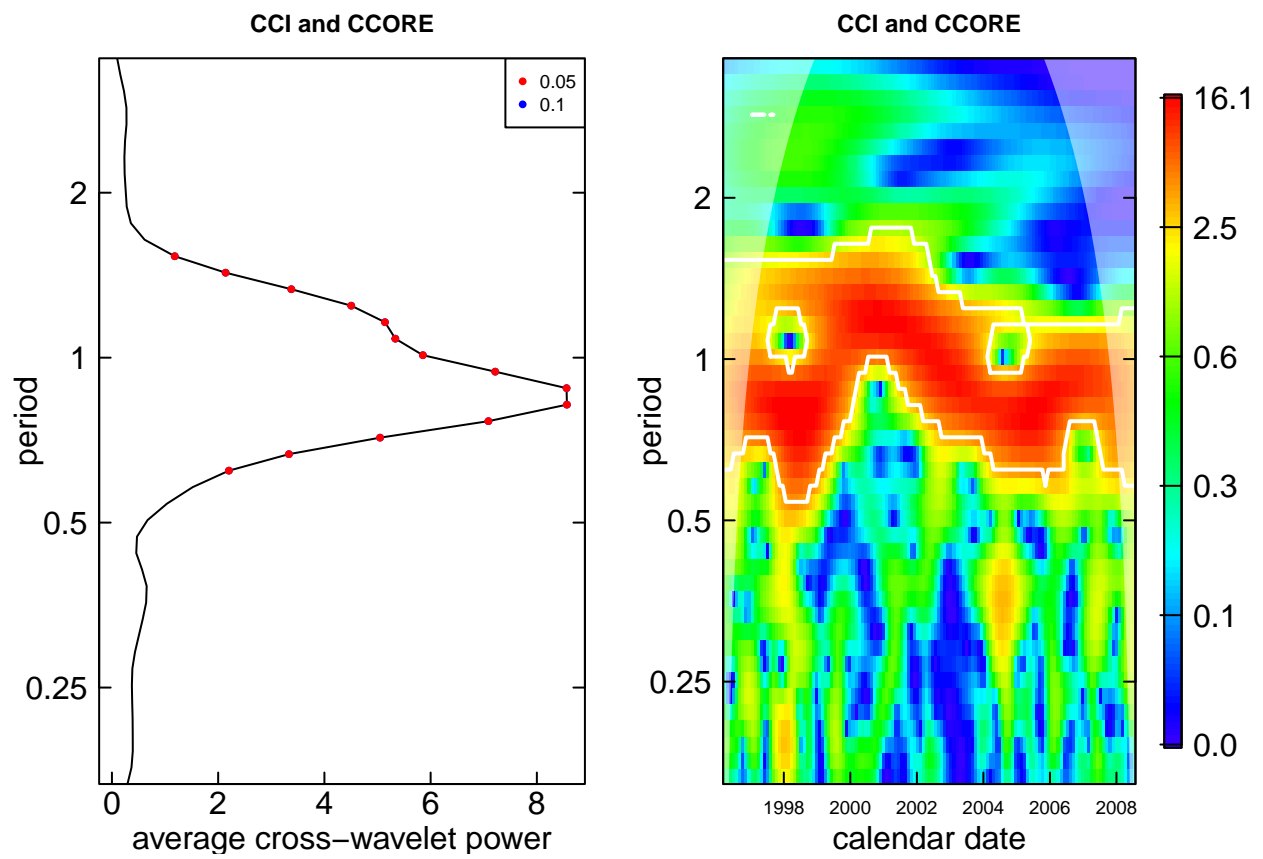 CCI and CCORE
0.05
0.1
2
1
0.5
0.25
period
0 2 4 6 8
average cross−wavelet power
CCI and CCORE
2
1
0.5
0.25
period
1998 2000 2002 2004 2006 2008
calendar date
16.1
2.5
0.6
0.3
0.1
0.0